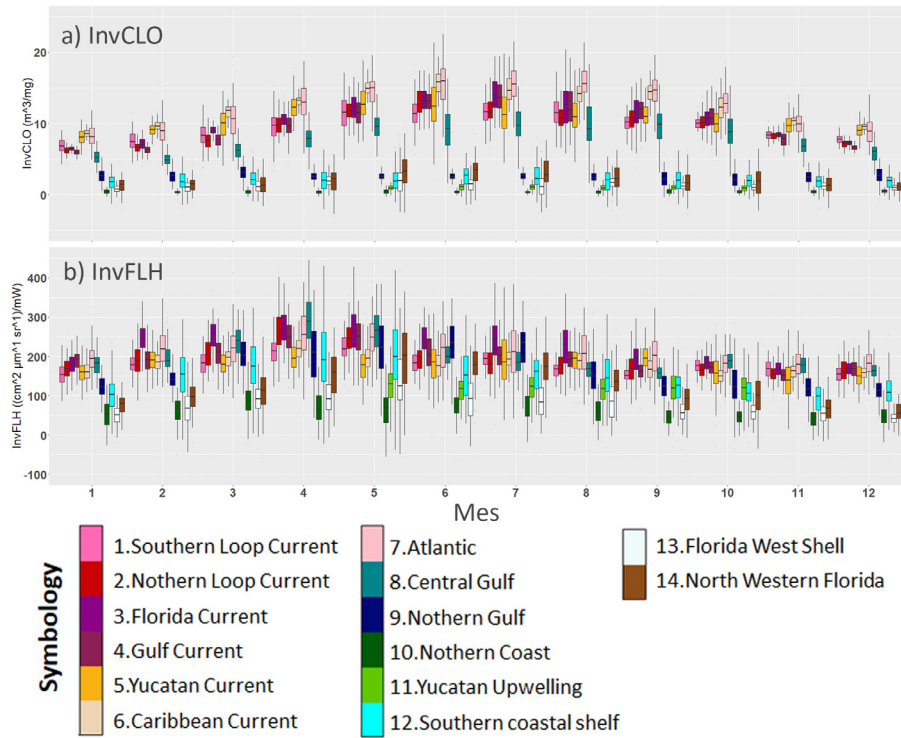 a) InvCLO
InvCLO (m^3/mg)
20
10
0
b) InvFLH
InvFLH ((cm^2 µm^1 sr^1)/mW)
400
300
200
100
0
-100
1 2 3 4 5 6 7 8 9 10 11 12
Mes
Symbology
1.Southern Loop Current
2.Nothern Loop Current
3.Florida Current
4.Gulf Current
5.Yucatan Current
6.Caribbean Current
7.Atlantic
8.Central Gulf
9.Nothern Gulf
10.Nothern Coast
11.Yucatan Upwelling
12.Southern coastal shelf
13.Florida West Shell
14.North Western Florida